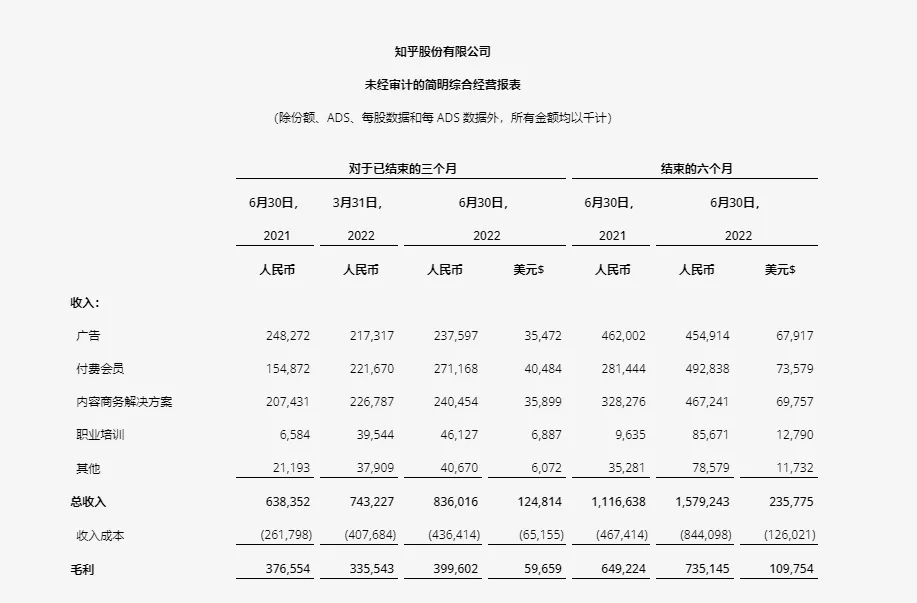 知乎股份有限公司
未经审计的简明综合经营报表
（除份额、ADS、每股数据和每 ADS 数据外，所有金额均以千计）
对于已结束的三个月 结束的六个月
6月30日， 3月31日， 6月30日， 6月30日， 6月30日，
2021 2022 2022 2021 2022
人民币 人民币 人民币 美元$ 人民币 人民币 美元$
收入：
广告 248,272 217,317 237,597 35,472 462,002 454,914 67,917
付费会员 154,872 221,670 271,168 40,484 281,444 492,838 73,579
内容商务解决方案 207,431 226,787 240,454 35,899 328,276 467,241 69,757
职业培训 6,584 39,544 46,127 6,887 9,635 85,671 12,790
其他 21,193 37,909 40,670 6,072 35,281 78,579 11,732
总收入 638,352 743,227 836,016 124,814 1,116,638 1,579,243 235,775
收入成本 (261,798) (407,684) (436,414) (65,155) (467,414) (844,098) (126,021)
毛利 376,554 335,543 399,602 59,659 649,224 735,145 109,754